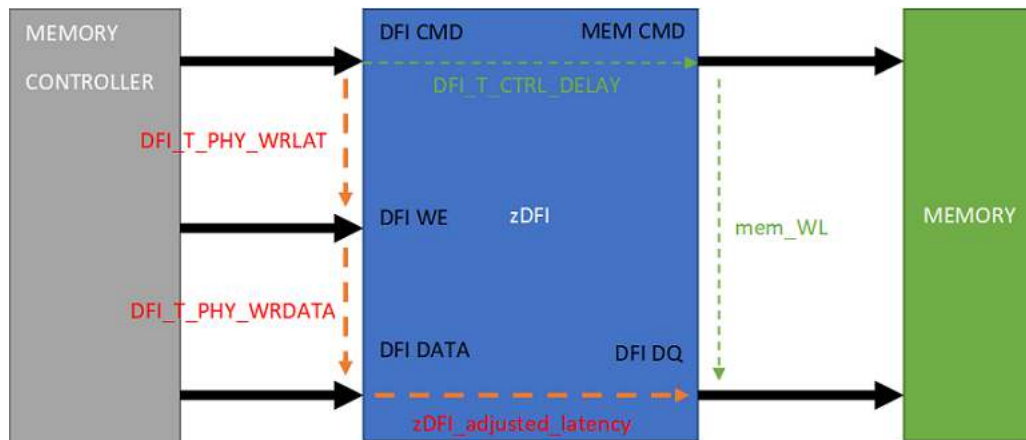 MEMORY
CONTROLLER
DFI CMD
MEM CMD
DFI_T_CTRL_DELAY
DFI_T_PHY_WRLAT
DFI WE
zDFI
mem_WL
MEMORY
DFI_T_PHY_WRDATA
DFI DATA
DFI DQ
zDFI_adjusted_latency